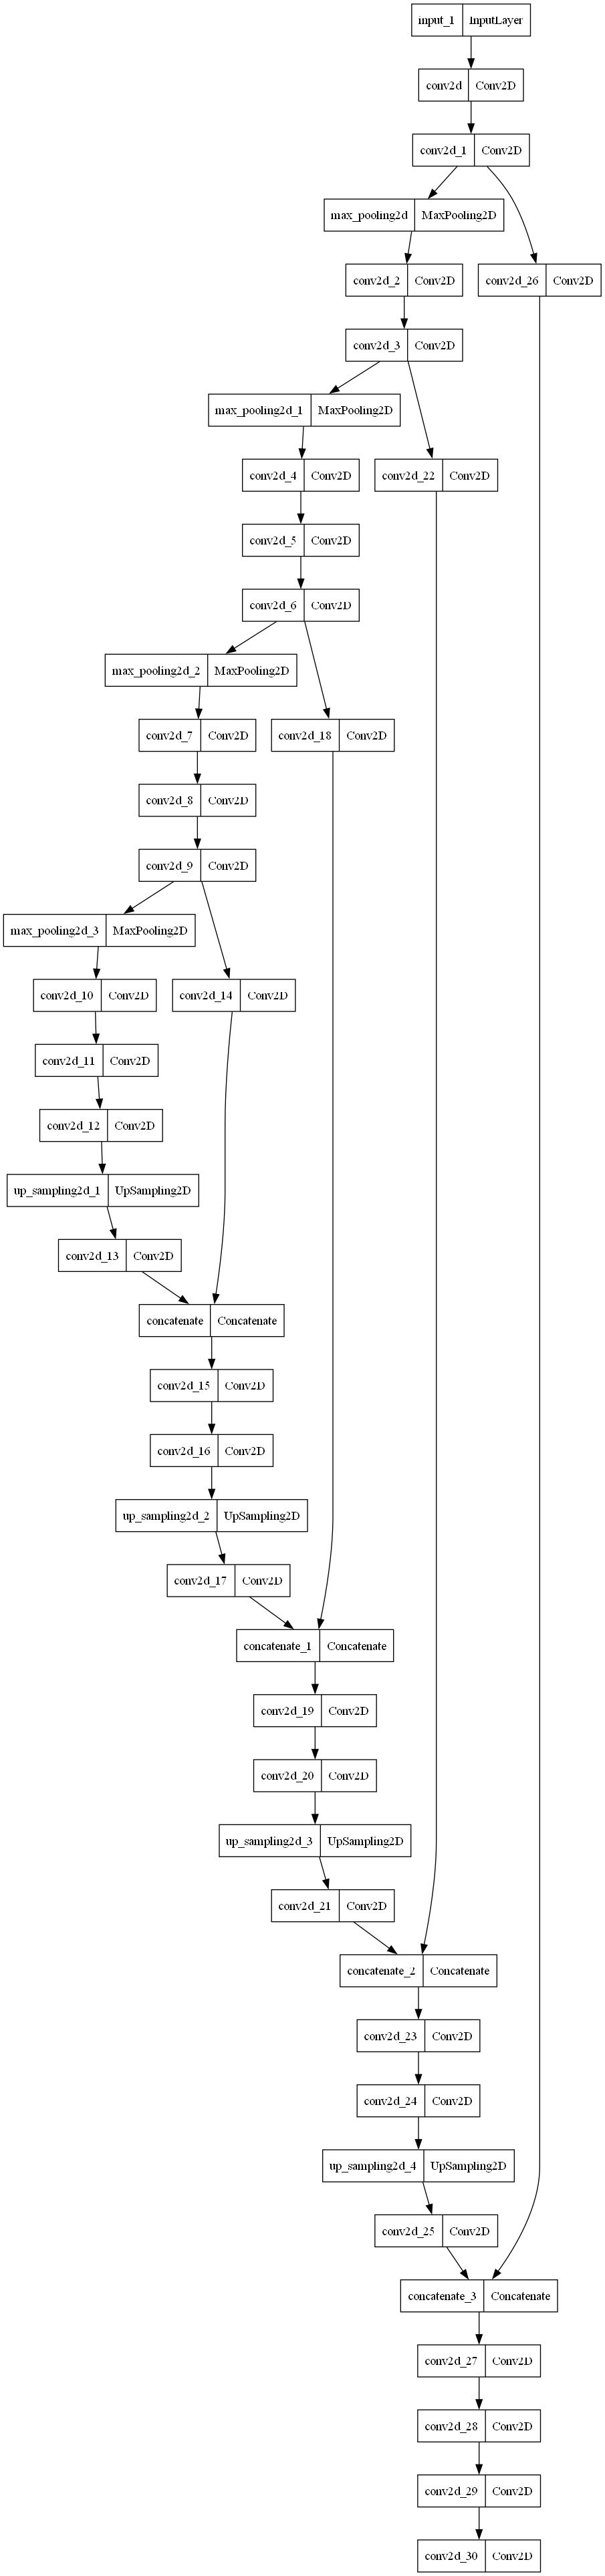 input_1 InputLayer
conv2d Conv2D
conv2d_1 Conv2D
max_pooling2d MaxPooling2D
conv2d_2 Conv2D
conv2d_26 Conv2D
conv2d_3 Conv2D
max_pooling2d_1 MaxPooling2D
conv2d_4 Conv2D
conv2d_22 Conv2D
conv2d_5 Conv2D
conv2d_6 Conv2D
max_pooling2d_2 MaxPooling2D
conv2d_7 Conv2D
conv2d_18 Conv2D
conv2d_8 Conv2D
conv2d_9 Conv2D
max_pooling2d_3 MaxPooling2D
conv2d_10 Conv2D
conv2d_14 Conv2D
conv2d_11 Conv2D
conv2d_12 Conv2D
up_sampling2d_1 UpSampling2D
conv2d_13 Conv2D
concatenate Concatenate
conv2d_15 Conv2D
conv2d_16 Conv2D
up_sampling2d_2 UpSampling2D
conv2d_17 Conv2D
concatenate_1 Concatenate
conv2d_19 Conv2D
conv2d_20 Conv2D
up_sampling2d_3 UpSampling2D
conv2d_21 Conv2D
concatenate_2 Concatenate
conv2d_23 Conv2D
conv2d_24 Conv2D
up_sampling2d_4 UpSampling2D
conv2d_25 Conv2D
concatenate_3 Concatenate
conv2d_27 Conv2D
conv2d_28 Conv2D
conv2d_29 Conv2D
conv2d_30 Conv2D